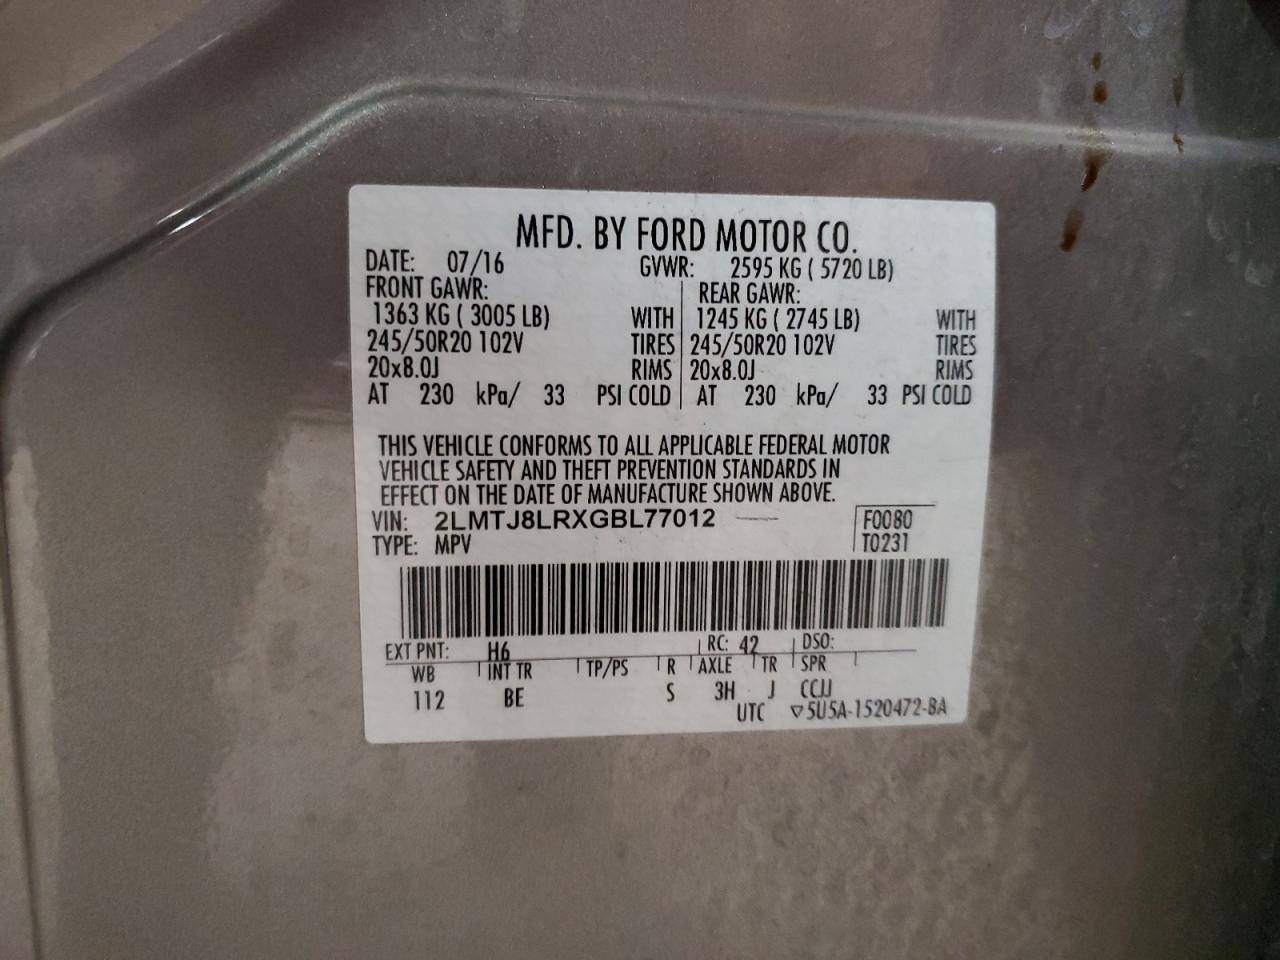 MFD. BY FORD MOTOR CO.
DATE: 07/16 GVWR: 2595 KG ( 5720 LB)
FRONT GAWR: REAR GAWR:
1363 KG ( 3005 LB) WITH 1245 KG ( 2745 LB) WITH
245/50R20 102V TIRES 245/50R20 102V TIRES
20x8.0J RIMS 20x8.0J RIMS
AT 230 kPa/ 33 PSI COLD AT 230 kPa/ 33 PSI COLD
THIS VEHICLE CONFORMS TO ALL APPLICABLE FEDERAL MOTOR
VEHICLE SAFETY AND THEFT PREVENTION STANDARDS IN
EFFECT ON THE DATE OF MANUFACTURE SHOWN ABOVE.
VIN: 2LMTJ8LRXGBL77012 F0080
TYPE: MPV T0231
EXT PNT: H6 RC: 42 DSO:
WB INT TR TP/PS R AXLE TR SPR
112 BE S 3H J CCJJ
UTC ▽5U5A-1520472-BA